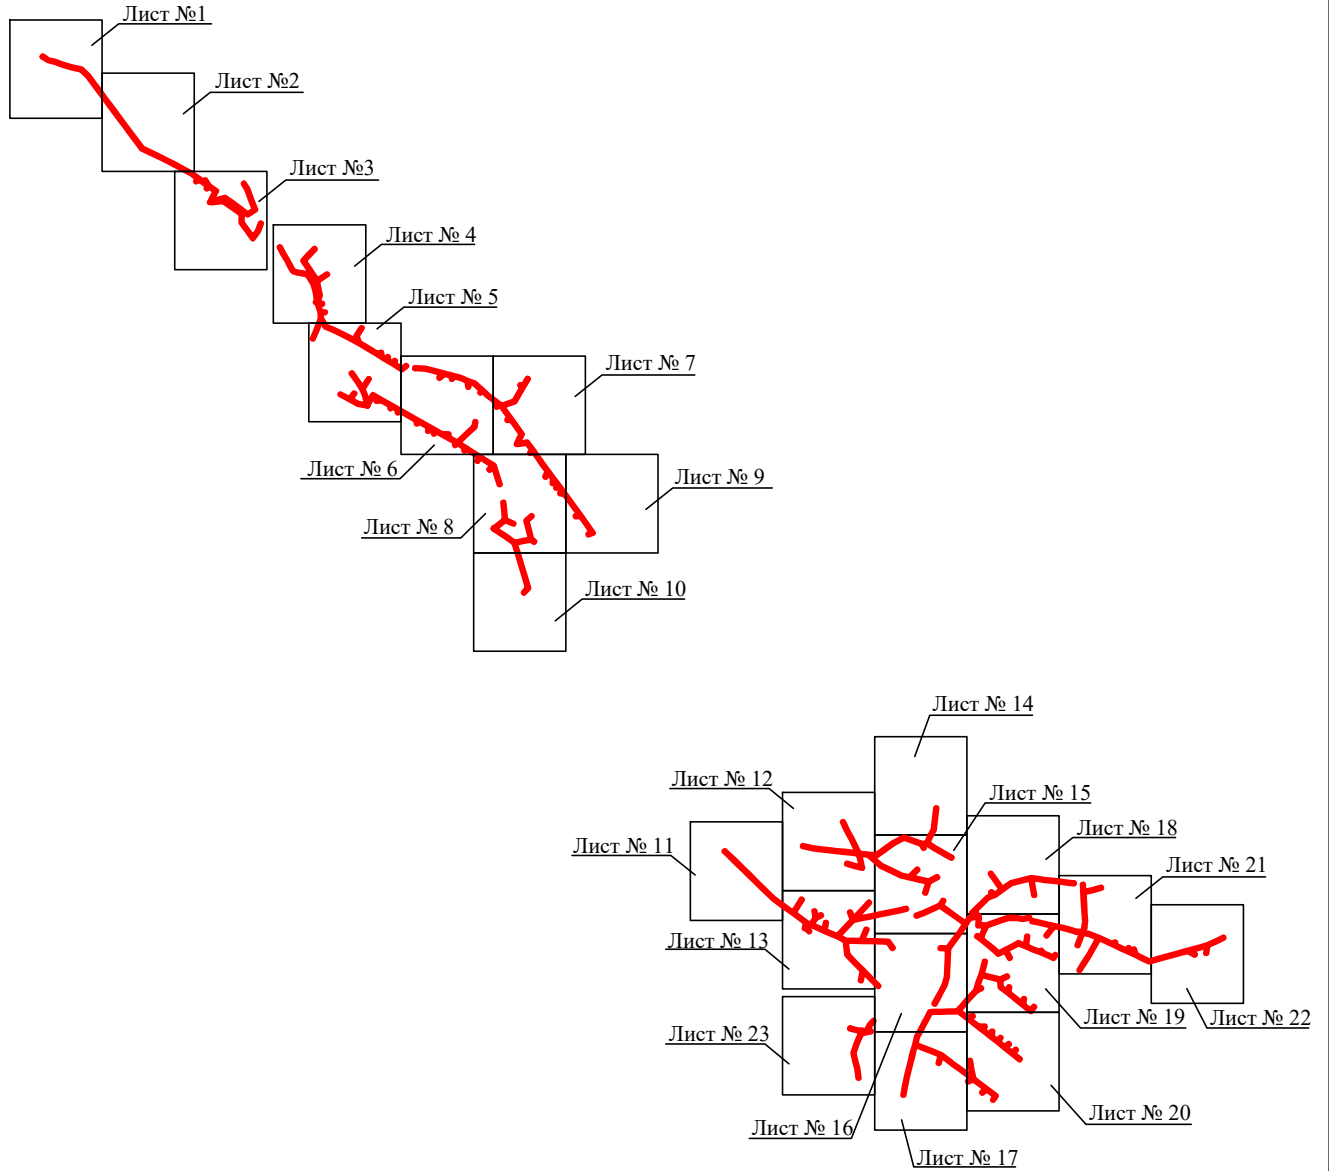 Лист №1
Лист №2
Лист №3
Лист № 4
Лист № 5
Лист № 7
Лист № 6
Лист № 9
Лист № 8
Лист № 10
Лист № 14
Лист № 12
Лист № 15
Лист № 18
Лист № 11
Лист № 21
Лист № 13
Лист № 19
Лист № 22
Лист № 23
Лист № 20
Лист № 16
Лист № 17